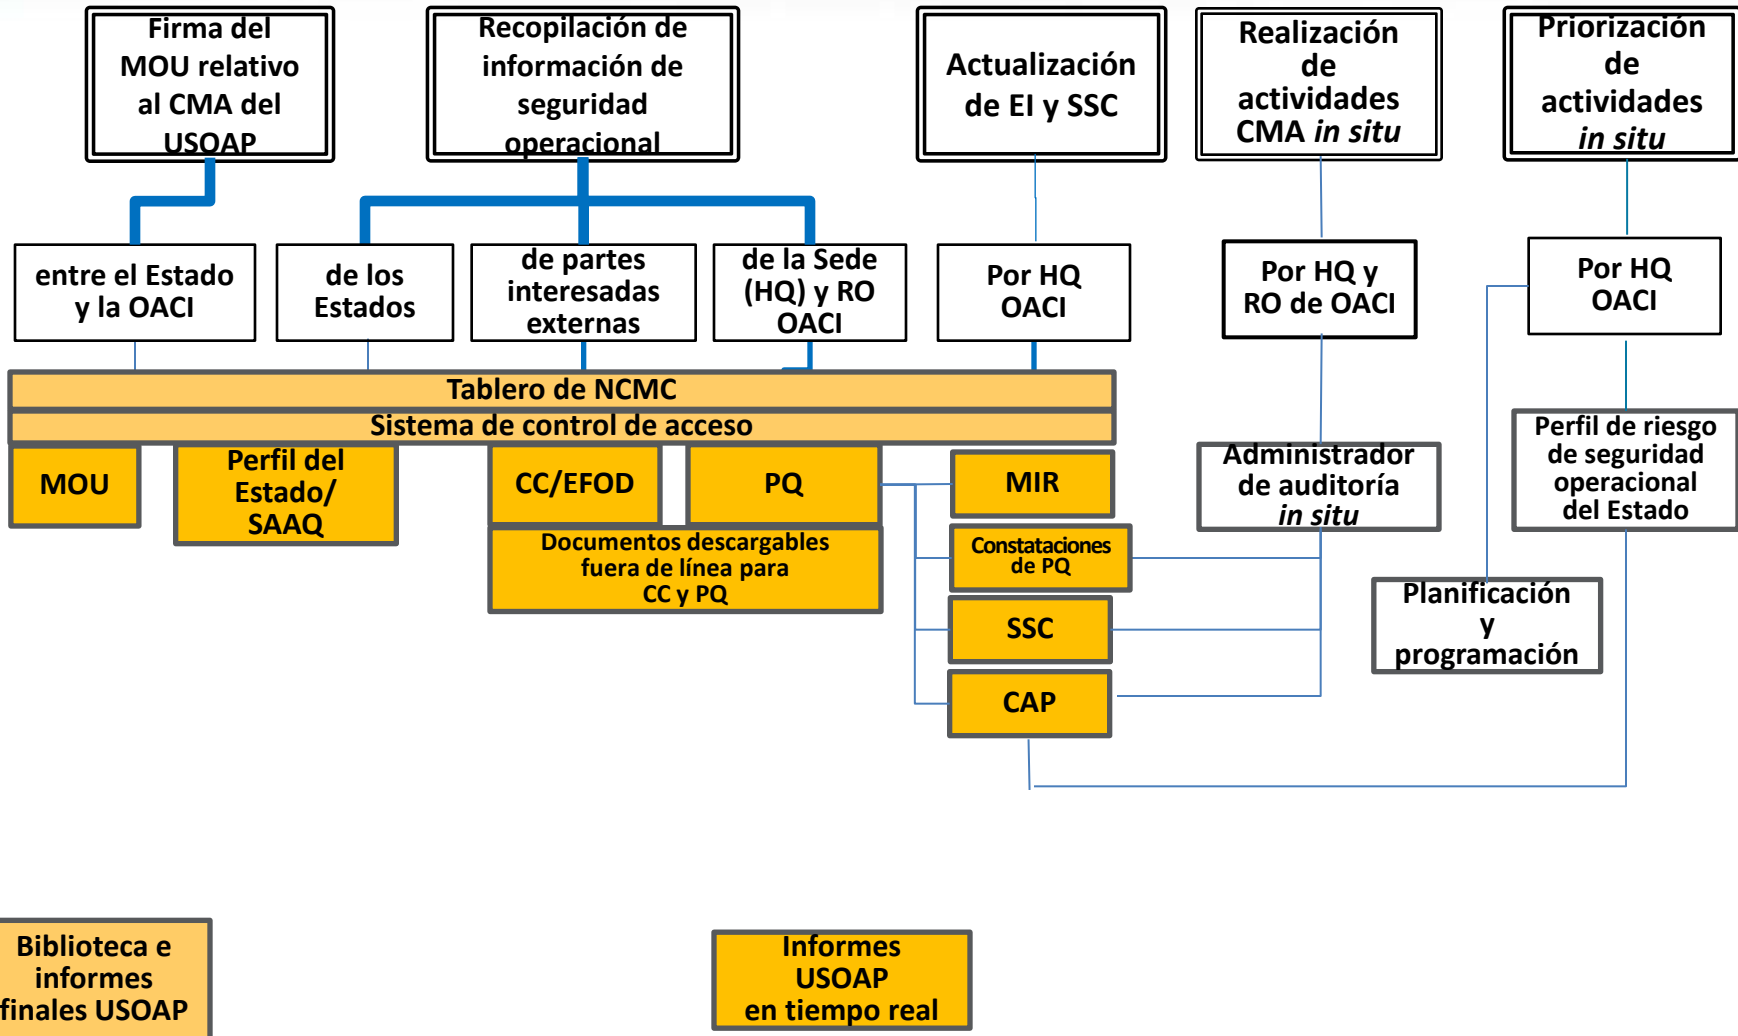 Firma del
MOU relativo
al CMA del
USOAP
Recopilación de
información de
seguridad
operacional
Actualización
de EI y SSC
Realización
de
actividades
CMA in situ
Priorización
de
actividades
in situ
entre el Estado
y la OACI
de los
Estados
de partes
interesadas
externas
de la Sede
(HQ) y RO
OACI
Por HQ
OACI
Por HQ y
RO de OACI
Por HQ
OACI
Tablero de NCMC
Sistema de control de acceso
MOU
Perfil del
Estado/
SAAQ
CC/EFOD
PQ
MIR
Administrador
de auditoría
in situ
Perfil de riesgo
de seguridad
operacional
del Estado
Documentos descargables
fuera de línea para
CC y PQ
Constataciones
de PQ
SSC
CAP
Planificación
y
programación
Biblioteca e
informes
finales USOAP
Informes
USOAP
en tiempo real